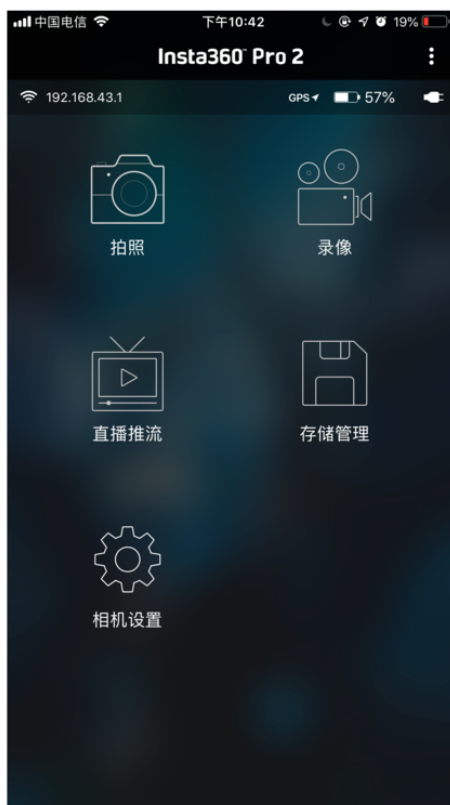 中国电信 下午10:42 19%
Insta360™ Pro 2
192.168.43.1 GPS 57%
拍照 录像
直播推流 存储管理
相机设置